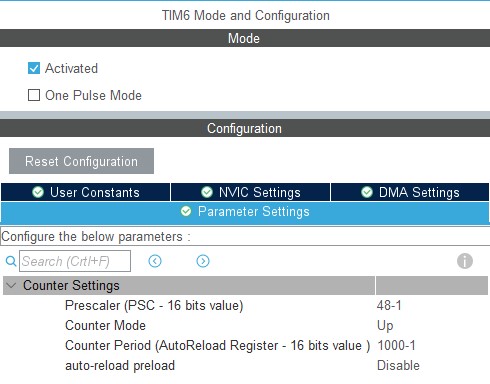 TIM6 Mode and Configuration
Mode
Activated
One Pulse Mode
Configuration
Reset Configuration
User Constants NVIC Settings DMA Settings
Parameter Settings
Configure the below parameters :
Search (Crtl+F)
Counter Settings
Prescaler (PSC - 16 bits value) 48-1
Counter Mode Up
Counter Period (AutoReload Register - 16 bits value ) 1000-1
auto-reload preload Disable